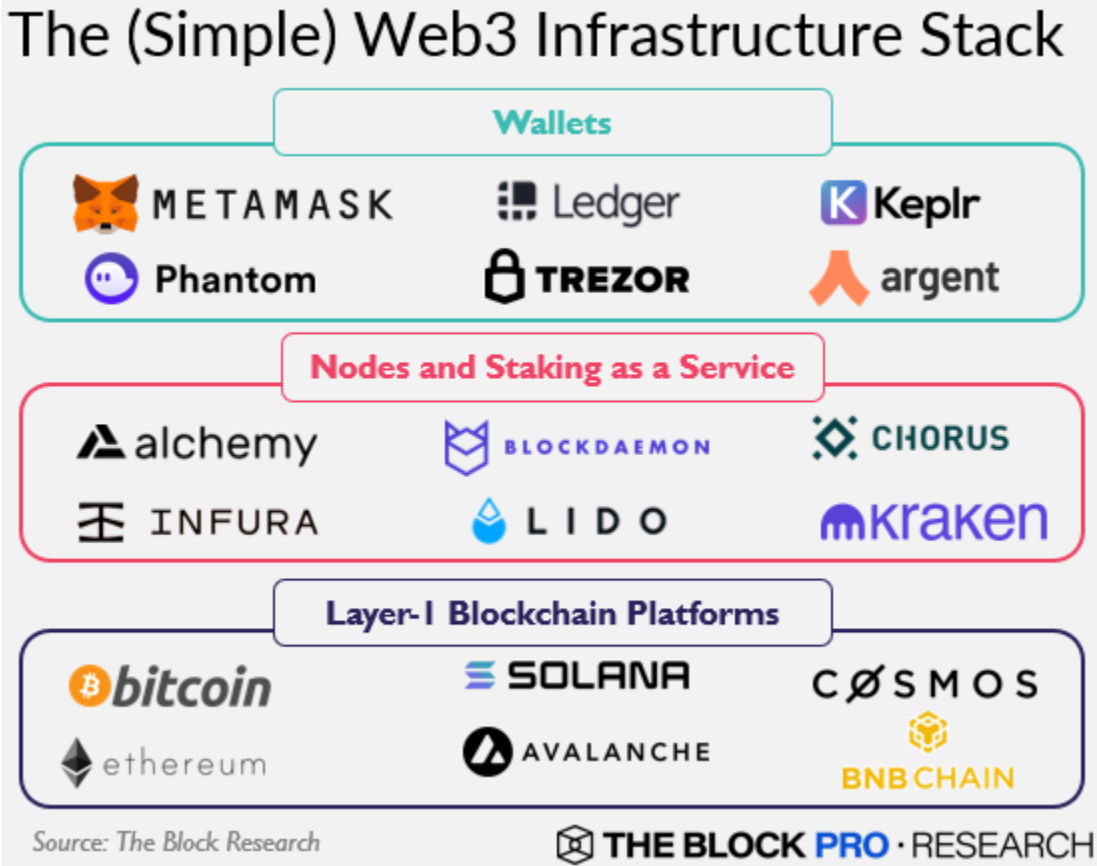 The (Simple) Web3 Infrastructure Stack
Wallets
METAMASK Ledger K Keplr
Phantom TREZOR argent
Nodes and Staking as a Service
alchemy BLOCKDAEMON CHORUS
INFURA LIDO kraken
Layer-1 Blockchain Platforms
bitcoin SOLANA COSMOS
ethereum AVALANCHE BNB CHAIN
Source: The Block Research THE BLOCK PRO · RESEARCH